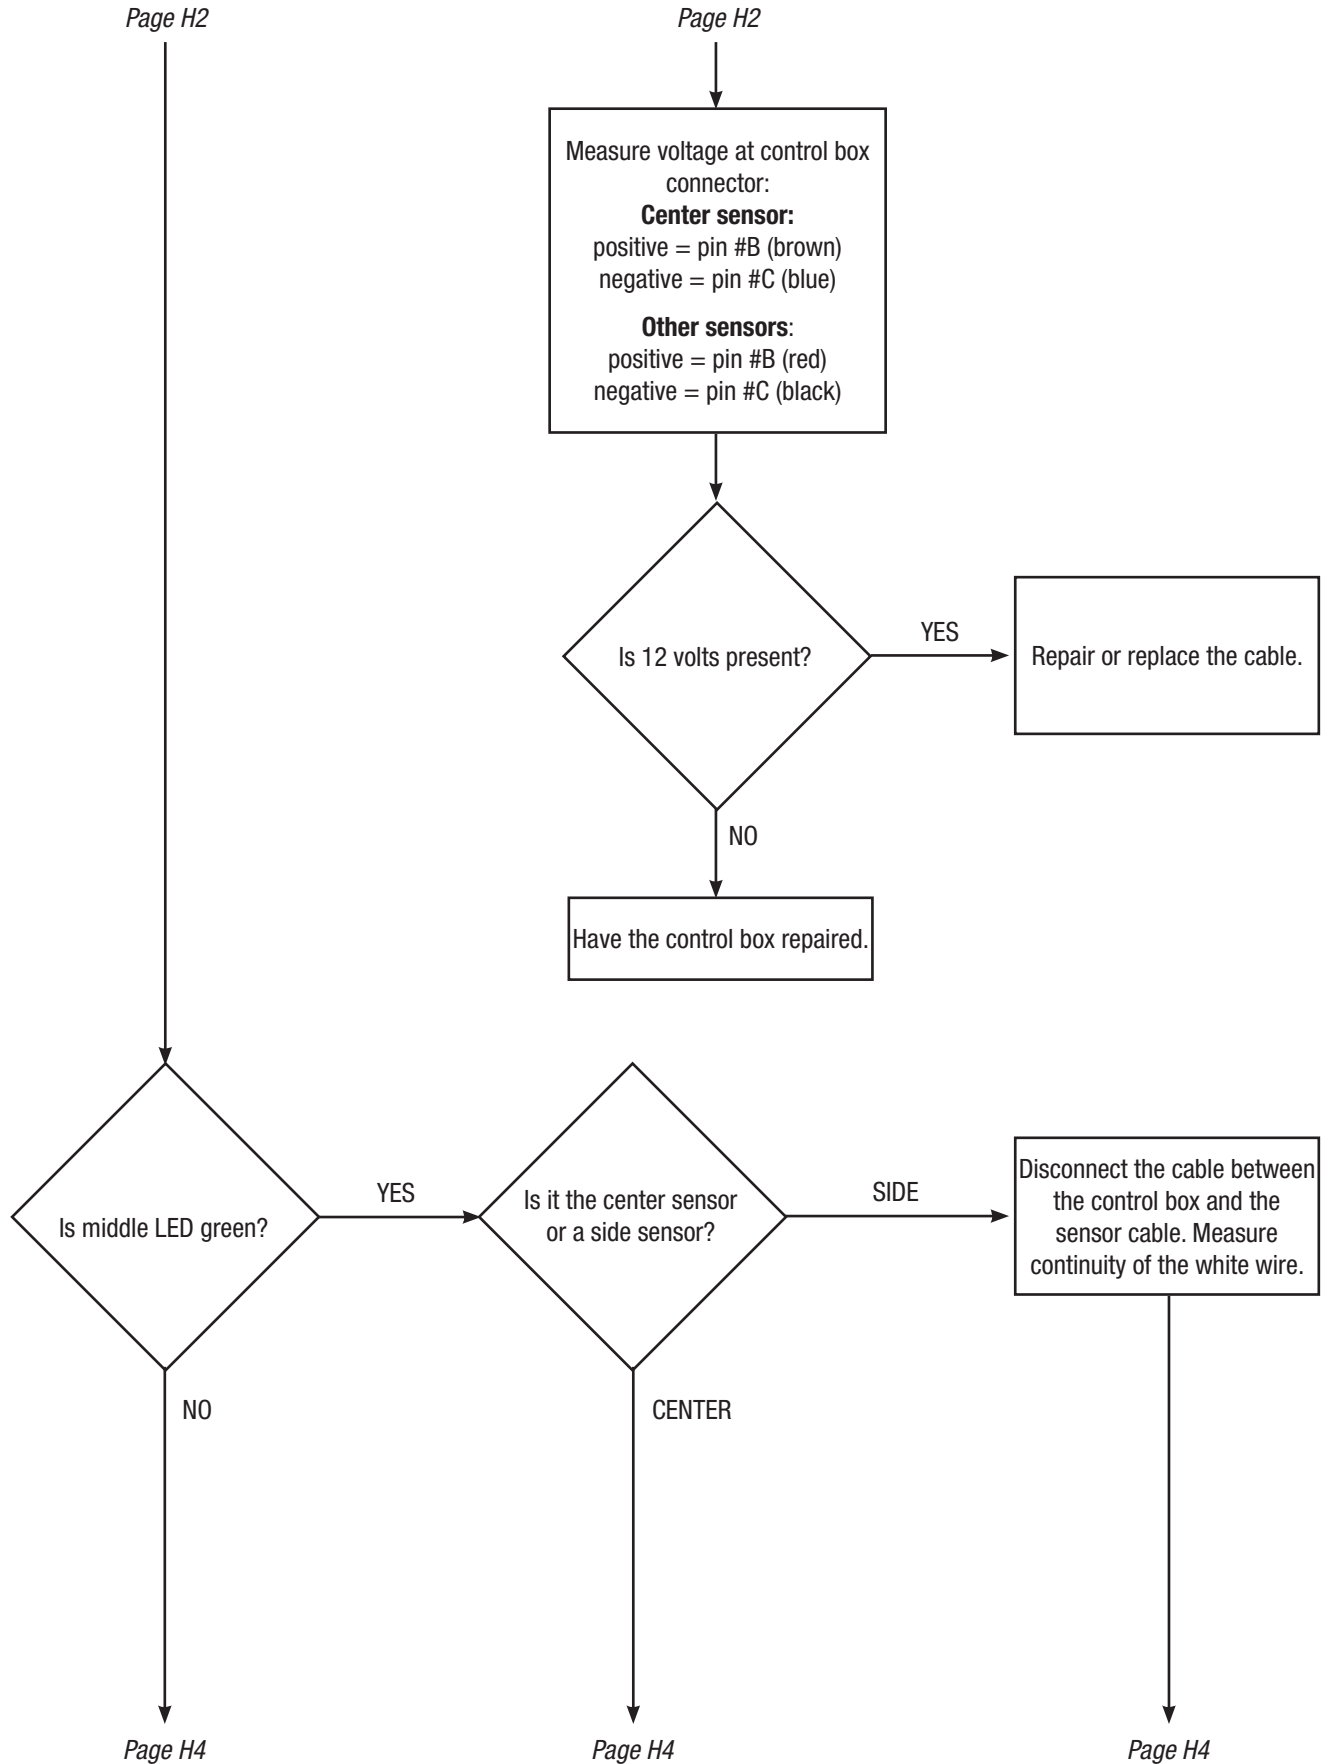 Page H2
Page H2
Measure voltage at control box
connector:
Center sensor:
positive = pin #B (brown)
negative = pin #C (blue)
Other sensors:
positive = pin #B (red)
negative = pin #C (black)
Is 12 volts present?
YES
Repair or replace the cable.
NO
Have the control box repaired.
Is middle LED green?
YES
Is it the center sensor
or a side sensor?
SIDE
Disconnect the cable between
the control box and the
sensor cable. Measure
continuity of the white wire.
NO
CENTER
Page H4
Page H4
Page H4